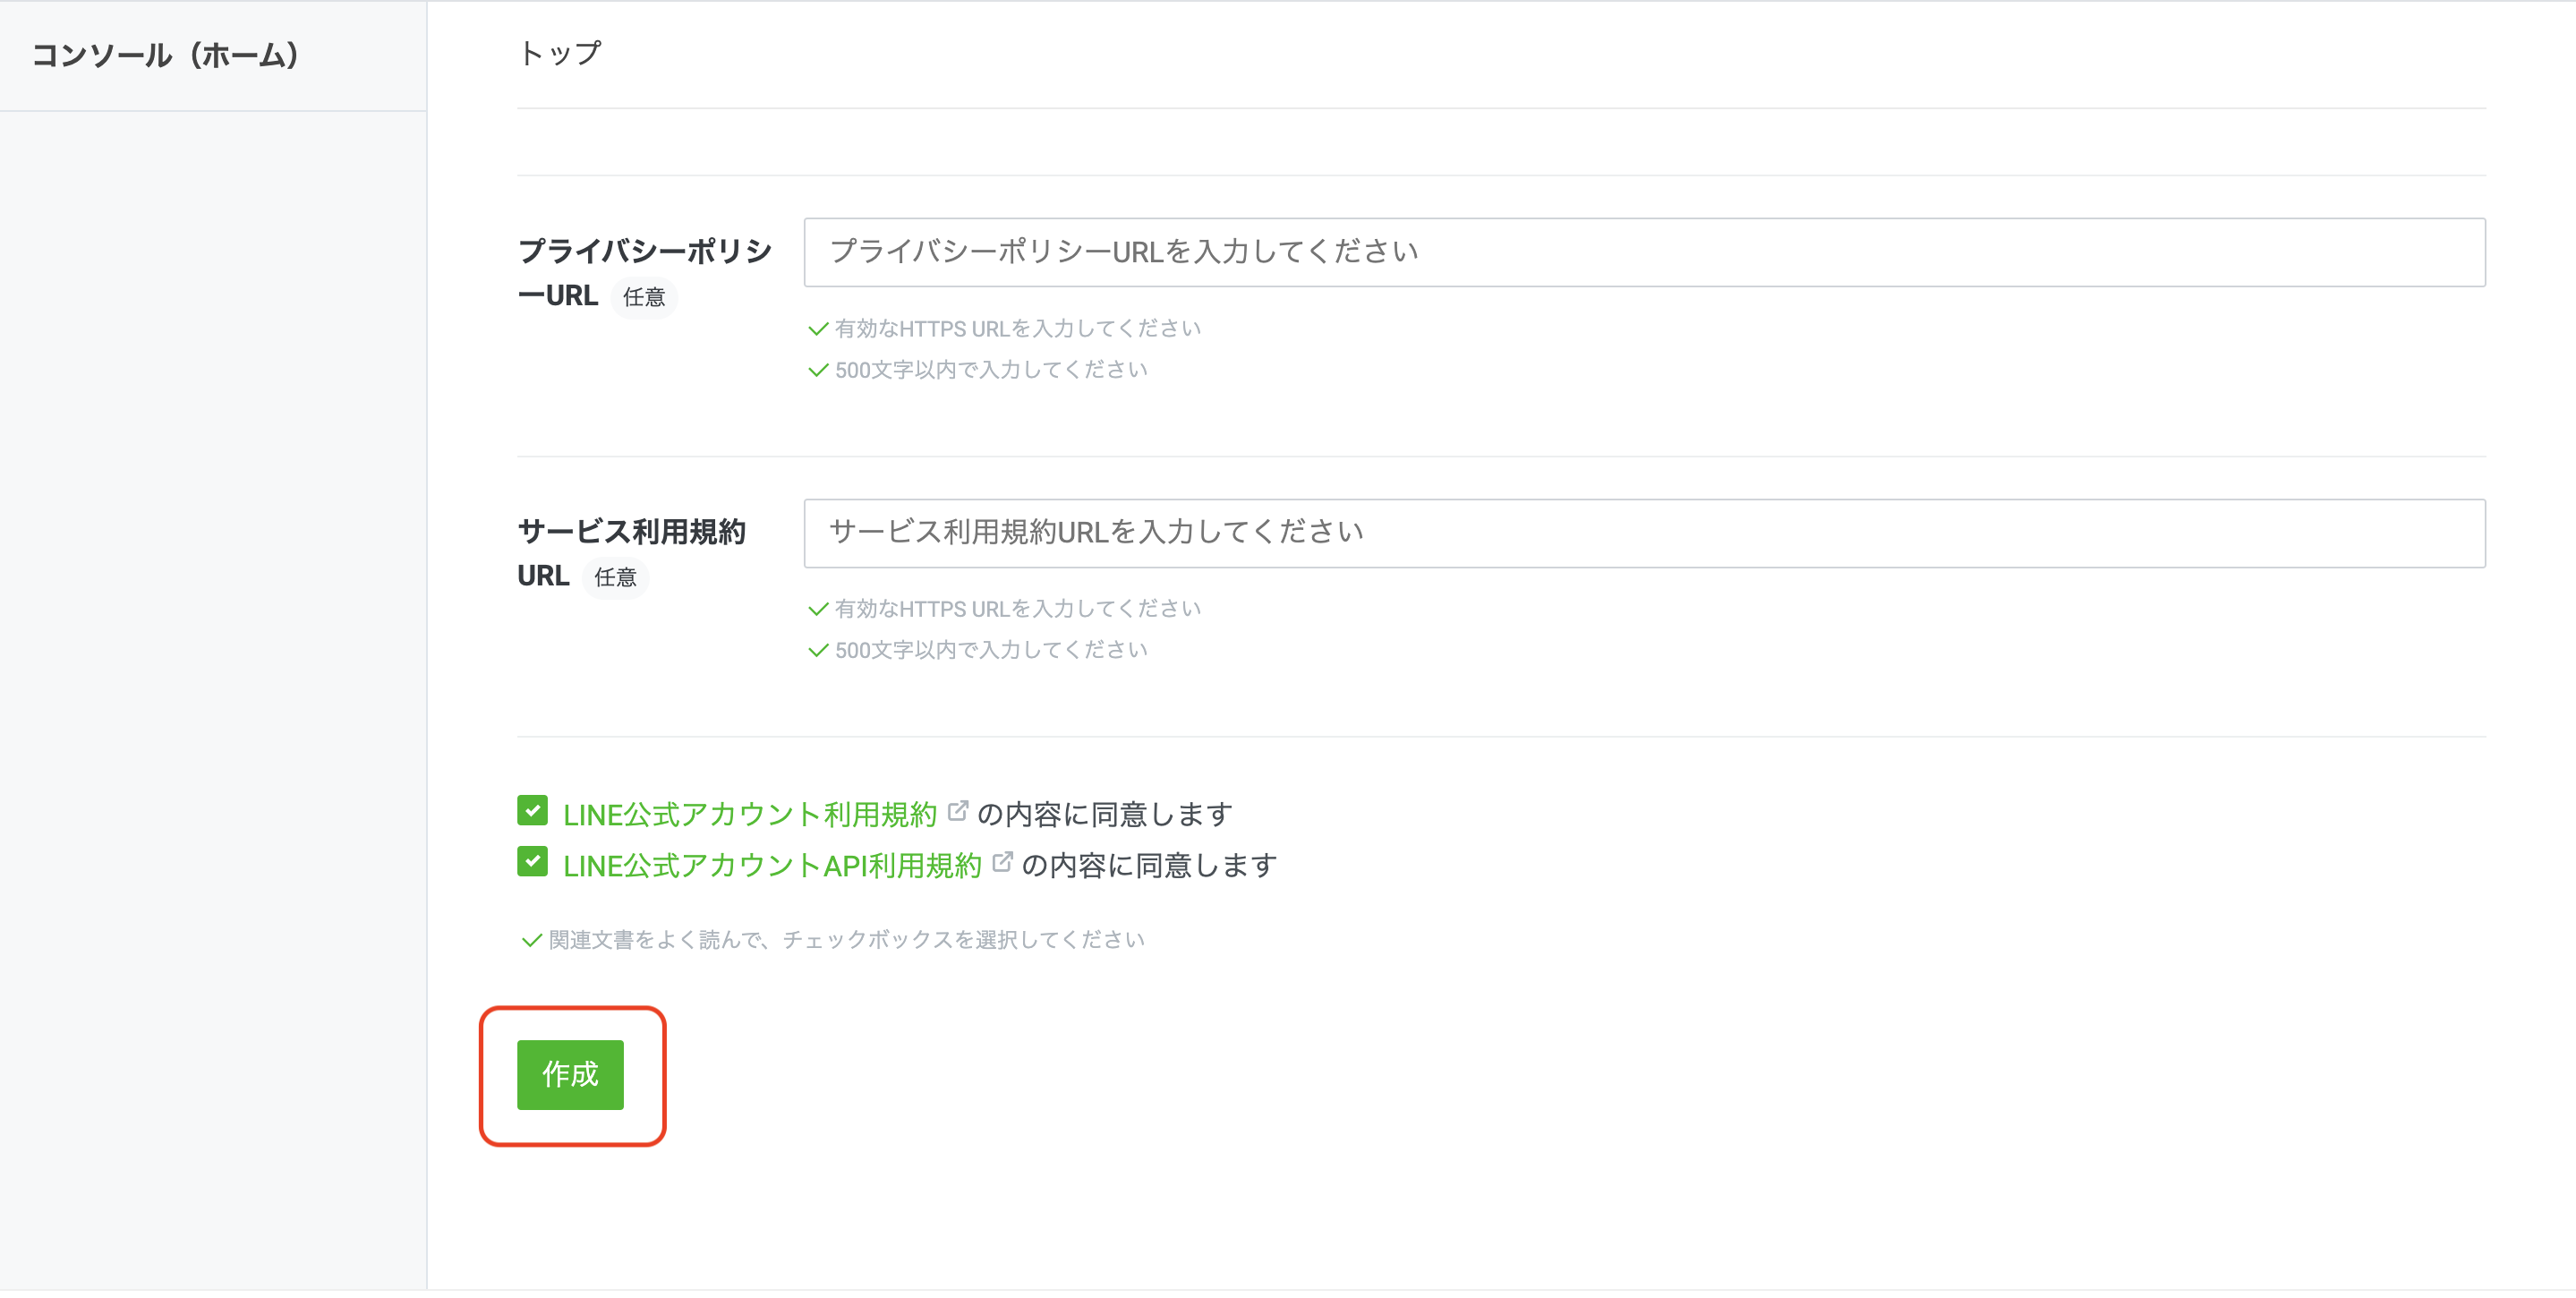 コンソール（ホーム）
トップ
プライバシーポリシ
ーURL 任意
プライバシーポリシーURLを入力してください
有効なHTTPS URLを入力してください
500文字以内で入力してください
サービス利用規約
URL 任意
サービス利用規約URLを入力してください
有効なHTTPS URLを入力してください
500文字以内で入力してください
LINE公式アカウント利用規約 の内容に同意します
LINE公式アカウントAPI利用規約 の内容に同意します
関連文書をよく読んで、チェックボックスを選択してください
作成